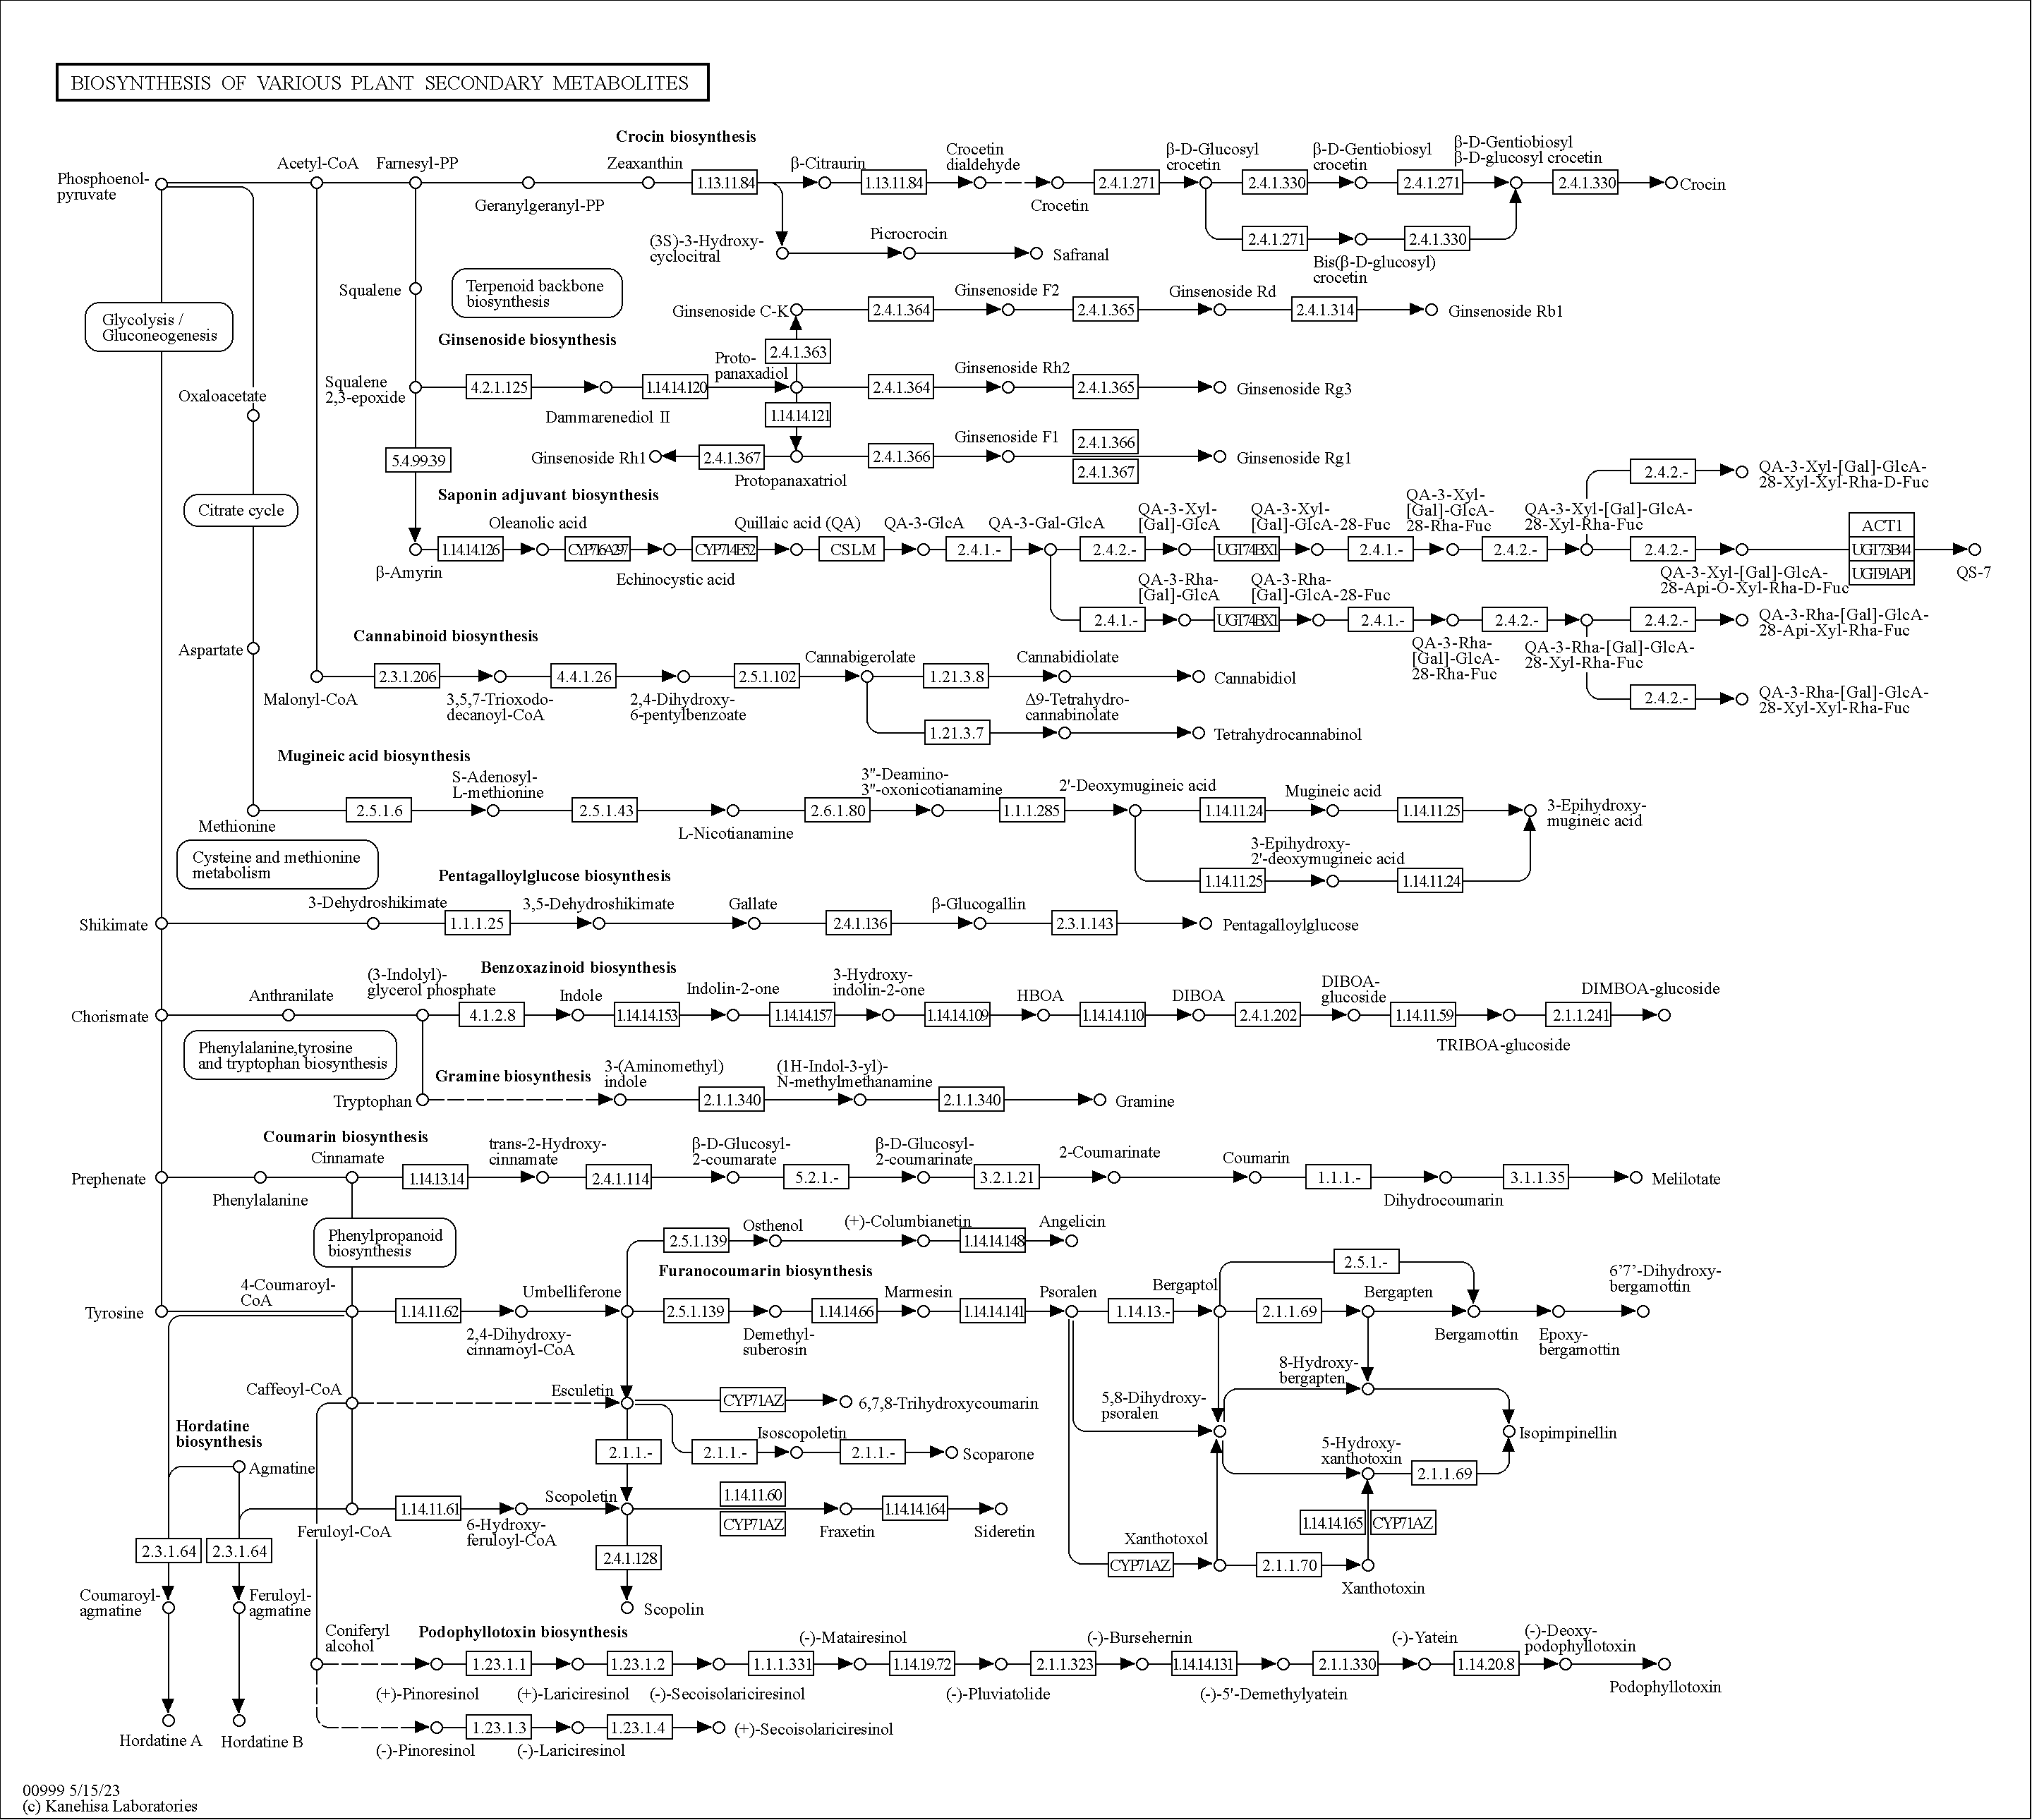 BIOSYNTHESIS OF VARIOUS PLANT SECONDARY METABOLITES
Crocin biosynthesis
Phosphoenol-
pyruvate
Acetyl-CoA
Farnesyl-PP
Geranylgeranyl-PP
Zeaxanthin
1.13.11.84
β-Citraurin
1.13.11.84
Crocetin
dialdehyde
Crocetin
2.4.1.271
β-D-Glucosyl
crocetin
2.4.1.330
β-D-Gentiobiosyl
crocetin
2.4.1.271
β-D-Gentiobiosyl
β-D-glucosyl crocetin
2.4.1.330
Crocin
2.4.1.271
Bis(β-D-glucosyl)
crocetin
2.4.1.330
(3S)-3-Hydroxy-
cyclocitral
Picrocrocin
Safranal
Squalene
Terpenoid backbone
biosynthesis
Glycolysis /
Gluconeogenesis
Ginsenoside biosynthesis
Ginsenoside C-K
2.4.1.364
Ginsenoside F2
2.4.1.365
Ginsenoside Rd
2.4.1.314
Ginsenoside Rb1
2.4.1.363
Squalene
2,3-epoxide
4.2.1.125
Dammarenediol II
1.14.14.120
Proto-
panaxadiol
2.4.1.364
Ginsenoside Rh2
2.4.1.365
Ginsenoside Rg3
1.14.14.121
Ginsenoside Rh1
2.4.1.367
Protopanaxatriol
2.4.1.366
Ginsenoside F1
2.4.1.366
2.4.1.367
Ginsenoside Rg1
Oxaloacetate
5.4.99.39
Citrate cycle
Saponin adjuvant biosynthesis
β-Amyrin
1.14.14.126
Oleanolic acid
CYP716A297
Echinocystic acid
CYP714E52
Quillaic acid (QA)
CSLM
QA-3-GlcA
2.4.1.-
QA-3-Gal-GlcA
2.4.2.-
QA-3-Xyl-
[Gal]-GlcA
UGT74BX1
QA-3-Xyl-
[Gal]-GlcA-28-Fuc
2.4.1.-
QA-3-Xyl-
[Gal]-GlcA-
28-Rha-Fuc
2.4.2.-
QA-3-Xyl-[Gal]-GlcA-
28-Xyl-Rha-Fuc
2.4.2.-
QA-3-Xyl-[Gal]-GlcA-
28-Xyl-Xyl-Rha-D-Fuc
2.4.2.-
QA-3-Xyl-[Gal]-GlcA-
28-Api-O-Xyl-Rha-D-Fuc
ACT1
UGT73B44
UGT91AP1
QS-7
2.4.1.-
QA-3-Rha-
[Gal]-GlcA
UGT74BX1
QA-3-Rha-
[Gal]-GlcA-28-Fuc
2.4.1.-
QA-3-Rha-
[Gal]-GlcA-
28-Rha-Fuc
2.4.2.-
QA-3-Rha-[Gal]-GlcA-
28-Xyl-Rha-Fuc
2.4.2.-
QA-3-Rha-[Gal]-GlcA-
28-Api-Xyl-Rha-Fuc
2.4.2.-
QA-3-Rha-[Gal]-GlcA-
28-Xyl-Xyl-Rha-Fuc
Aspartate
Cannabinoid biosynthesis
Malonyl-CoA
2.3.1.206
3,5,7-Trioxodo-
decanoyl-CoA
4.4.1.26
2,4-Dihydroxy-
6-pentylbenzoate
2.5.1.102
Cannabigerolate
1.21.3.8
Cannabidiolate
Cannabidiol
1.21.3.7
Δ9-Tetrahydro-
cannabinolate
Tetrahydrocannabinol
Mugineic acid biosynthesis
Methionine
2.5.1.6
S-Adenosyl-
L-methionine
2.5.1.43
L-Nicotianamine
2.6.1.80
3"-Deamino-
3"-oxonicotianamine
1.1.1.285
2'-Deoxymugineic acid
1.14.11.24
Mugineic acid
1.14.11.25
3-Epihydroxy-
mugineic acid
1.14.11.25
3-Epihydroxy-
2'-deoxymugineic acid
1.14.11.24
Cysteine and methionine
metabolism
Pentagalloylglucose biosynthesis
Shikimate
3-Dehydroshikimate
1.1.1.25
3,5-Dehydroshikimate
Gallate
2.4.1.136
β-Glucogallin
2.3.1.143
Pentagalloylglucose
Benzoxazinoid biosynthesis
Chorismate
Anthranilate
(3-Indolyl)-
glycerol phosphate
4.1.2.8
Indole
1.14.14.153
Indolin-2-one
1.14.14.157
3-Hydroxy-
indolin-2-one
1.14.14.109
HBOA
1.14.14.110
DIBOA
2.4.1.202
DIBOA-
glucoside
1.14.11.59
TRIBOA-glucoside
2.1.1.241
DIMBOA-glucoside
Phenylalanine,tyrosine
and tryptophan biosynthesis
Gramine biosynthesis
Tryptophan
3-(Aminomethyl)
indole
2.1.1.340
(1H-Indol-3-yl)-
N-methylmethanamine
2.1.1.340
Gramine
Coumarin biosynthesis
Prephenate
Phenylalanine
Cinnamate
1.14.13.14
trans-2-Hydroxy-
cinnamate
2.4.1.114
β-D-Glucosyl-
2-coumarate
5.2.1.-
β-D-Glucosyl-
2-coumarinate
3.2.1.21
2-Coumarinate
Coumarin
1.1.1.-
Dihydrocoumarin
3.1.1.35
Melilotate
Phenylpropanoid
biosynthesis
2.5.1.139
Osthenol
(+)-Columbianetin
1.14.14.148
Angelicin
Furanocoumarin biosynthesis
Tyrosine
4-Coumaroyl-
CoA
1.14.11.62
2,4-Dihydroxy-
cinnamoyl-CoA
Umbelliferone
2.5.1.139
Demethyl-
suberosin
1.14.14.66
Marmesin
1.14.14.141
Psoralen
1.14.13.-
Bergaptol
2.5.1.-
2.1.1.69
Bergapten
Bergamottin
Epoxy-
bergamottin
6'7'-Dihydroxy-
bergamottin
8-Hydroxy-
bergapten
Caffeoyl-CoA
Esculetin
CYP71AZ
6,7,8-Trihydroxycoumarin
2.1.1.-
2.1.1.-
Isoscopoletin
2.1.1.-
Scoparone
5,8-Dihydroxy-
psoralen
Isopimpinellin
5-Hydroxy-
xanthotoxin
2.1.1.69
Hordatine
biosynthesis
Agmatine
Feruloyl-CoA
1.14.11.61
6-Hydroxy-
feruloyl-CoA
Scopoletin
1.14.11.60
CYP71AZ
Fraxetin
1.14.14.164
Sideretin
1.14.14.165
CYP71AZ
Xanthotoxol
CYP71AZ
2.1.1.70
Xanthotoxin
2.3.1.64
2.3.1.64
2.4.1.128
Scopolin
Coumaroyl-
agmatine
Feruloyl-
agmatine
Podophyllotoxin biosynthesis
Coniferyl
alcohol
(+)-Pinoresinol
1.23.1.1
(+)-Lariciresinol
1.23.1.2
(-)-Secoisolariciresinol
1.1.1.331
(-)-Matairesinol
1.14.19.72
(-)-Pluviatolide
2.1.1.323
(-)-Bursehernin
1.14.14.131
(-)-5'-Demethylyatein
2.1.1.330
(-)-Yatein
1.14.20.8
(-)-Deoxy-
podophyllotoxin
Podophyllotoxin
(-)-Pinoresinol
1.23.1.3
(-)-Lariciresinol
1.23.1.4
(+)-Secoisolariciresinol
Hordatine A
Hordatine B
00999 5/15/23
(c) Kanehisa Laboratories